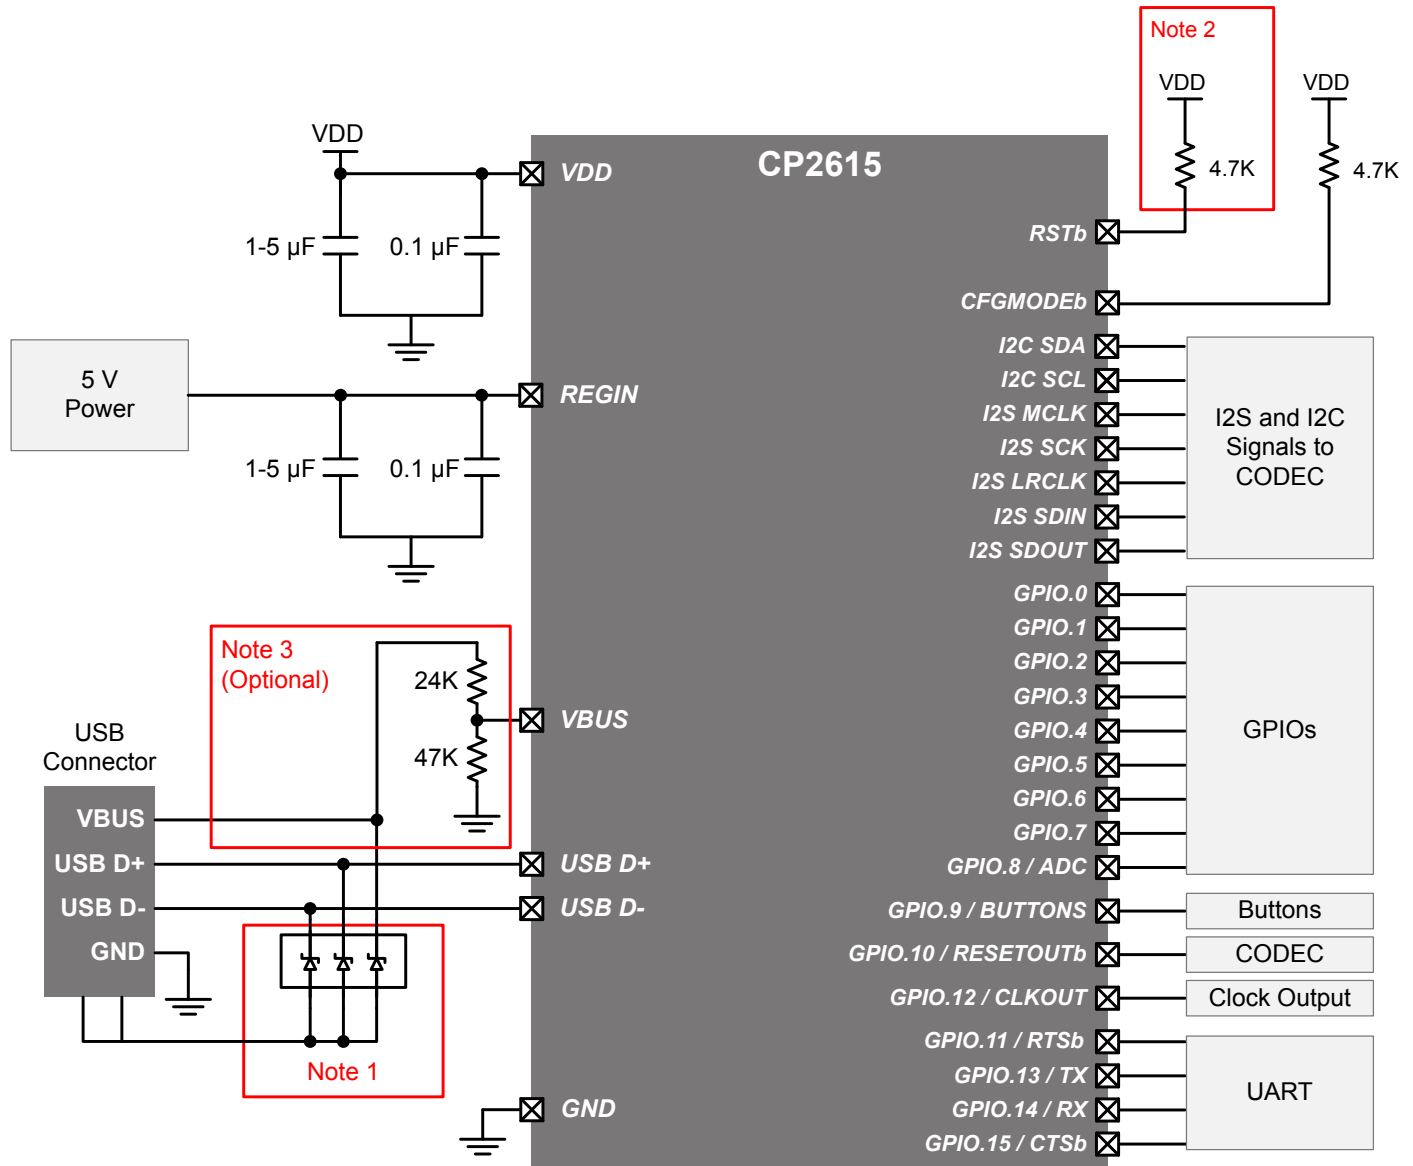 Note 2
VDD
VDD
4.7K
4.7K
VDD
1-5 µF
0.1 µF
CP2615
VDD
RSTb
CFGMODEb
5 V
Power
1-5 µF
0.1 µF
REGIN
I2C SDA
I2C SCL
I2S MCLK
I2S SCK
I2S LRCLK
I2S SDIN
I2S SDOUT
I2S and I2C
Signals to
CODEC
Note 3
(Optional)
24K
47K
VBUS
GPIO.0
GPIO.1
GPIO.2
GPIO.3
GPIO.4
GPIO.5
GPIO.6
GPIO.7
GPIO.8 / ADC
GPIOs
USB
Connector
VBUS
USB D+
USB D-
GND
USB D+
USB D-
GPIO.9 / BUTTONS
Buttons
GPIO.10 / RESETOUTb
CODEC
GPIO.12 / CLKOUT
Clock Output
Note 1
GND
GPIO.11 / RTSb
GPIO.13 / TX
GPIO.14 / RX
GPIO.15 / CTSb
UART